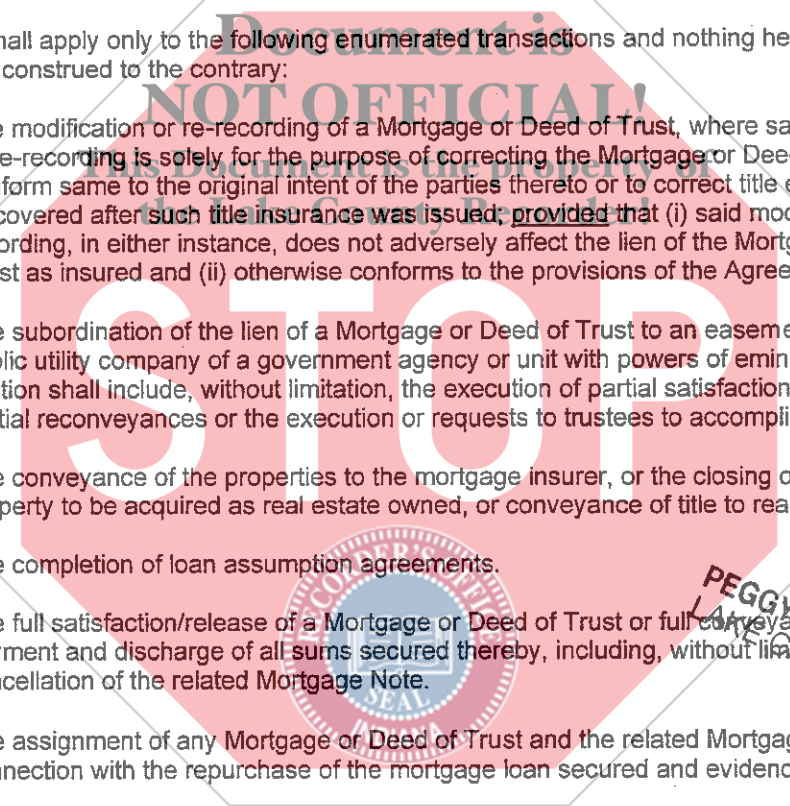 Document is
hall apply only to the following enumerated transactions and nothing he
construed to the contrary:
NOT OFFICIAL!
e modification or re-recording of a Mortgage or Deed of Trust, where sa
e-recording is solely for the purpose of correcting the Mortgage or Dee
This Document is the property of
form same to the original intent of the parties thereto or to correct title e
covered after such title insurance was issued; provided that (i) said mod
the Lake County Recorder!
ording, in either instance, does not adversely affect the lien of the Mortg
st as insured and (ii) otherwise conforms to the provisions of the Agree
STOP
e subordination of the lien of a Mortgage or Deed of Trust to an easeme
lic utility company of a government agency or unit with powers of emin
tion shall include, without limitation, the execution of partial satisfaction
tial reconveyances or the execution or requests to trustees to accompli
e conveyance of the properties to the mortgage insurer, or the closing o
perty to be acquired as real estate owned, or conveyance of title to rea
e completion of loan assumption agreements.
RECORDER'S OFFICE
PEGGY
LAKE CO
e full satisfaction/release of a Mortgage or Deed of Trust or full conveya
ment and discharge of all sums secured thereby, including, without lim
cellation of the related Mortgage Note.
SEAL
INDIANA
e assignment of any Mortgage or Deed of Trust and the related Mortgag
nnection with the repurchase of the mortgage loan secured and evidenc